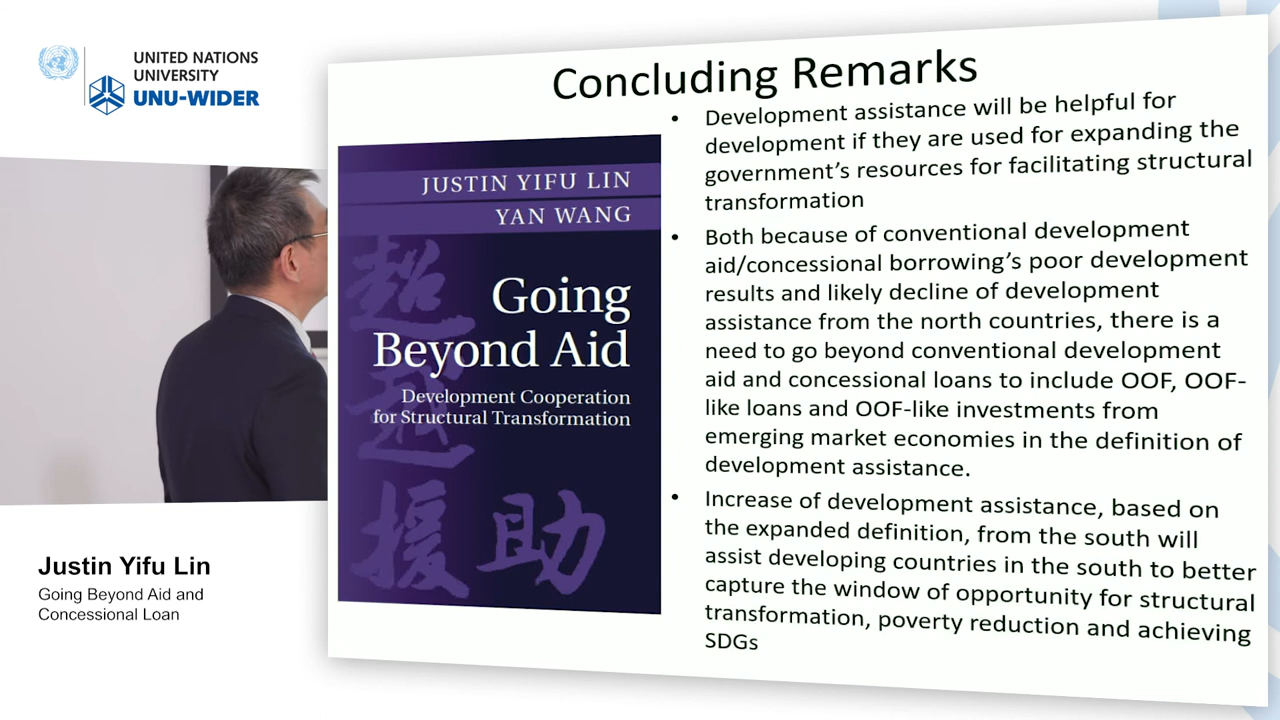 UNITED NATIONS
UNIVERSITY
UNU-WIDER
Justin Yifu Lin
Going Beyond Aid and
Concessional Loan
Concluding Remarks
JUSTIN YIFU LIN
YAN WANG
Going
Beyond Aid
Development Cooperation
for Structural Transformation
超
越
援助
• Development assistance will be helpful for
development if they are used for expanding the
government's resources for facilitating structural
transformation
• Both because of conventional development
aid/concessional borrowing's poor development
results and likely decline of development
assistance from the north countries, there is a
need to go beyond conventional development
aid and concessional loans to include OOF, OOF-
like loans and OOF-like investments from
emerging market economies in the definition of
development assistance.
• Increase of development assistance, based on
the expanded definition, from the south will
assist developing countries in the south to better
capture the window of opportunity for structural
transformation, poverty reduction and achieving
SDGs